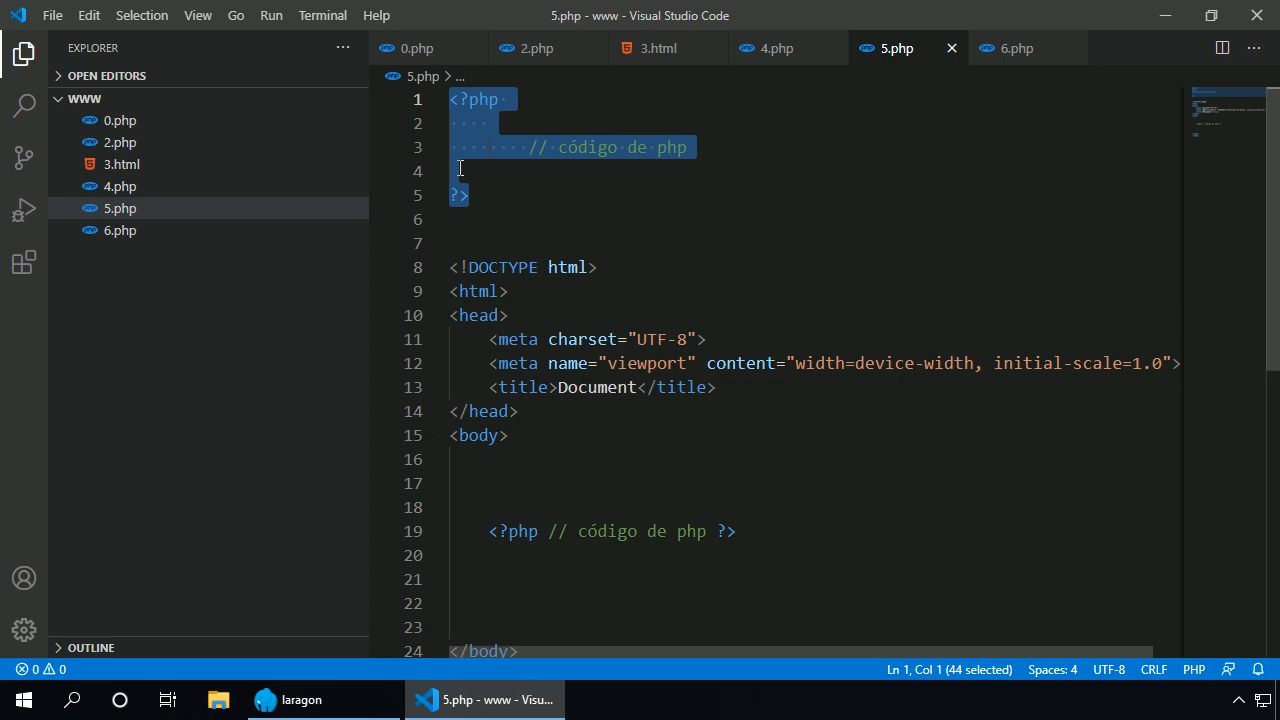 File Edit Selection View Go Run Terminal Help 5.php - www - Visual Studio Code
EXPLORER
OPEN EDITORS
WWW
0.php
2.php
3.html
4.php
5.php
6.php
OUTLINE
0.php 2.php 3.html 4.php 5.php 6.php
5.php > ...
1 <?php
2
3 // código de php
4
5 ?>
6
7
8 <!DOCTYPE html>
9 <html>
10 <head>
11 <meta charset="UTF-8">
12 <meta name="viewport" content="width=device-width, initial-scale=1.0">
13 <title>Document</title>
14 </head>
15 <body>
16
17
18
19 <?php // código de php ?>
20
21
22
23
24 </body>
0 0 Ln 1, Col 1 (44 selected) Spaces: 4 UTF-8 CRLF PHP
laragon 5.php - www - Visu...